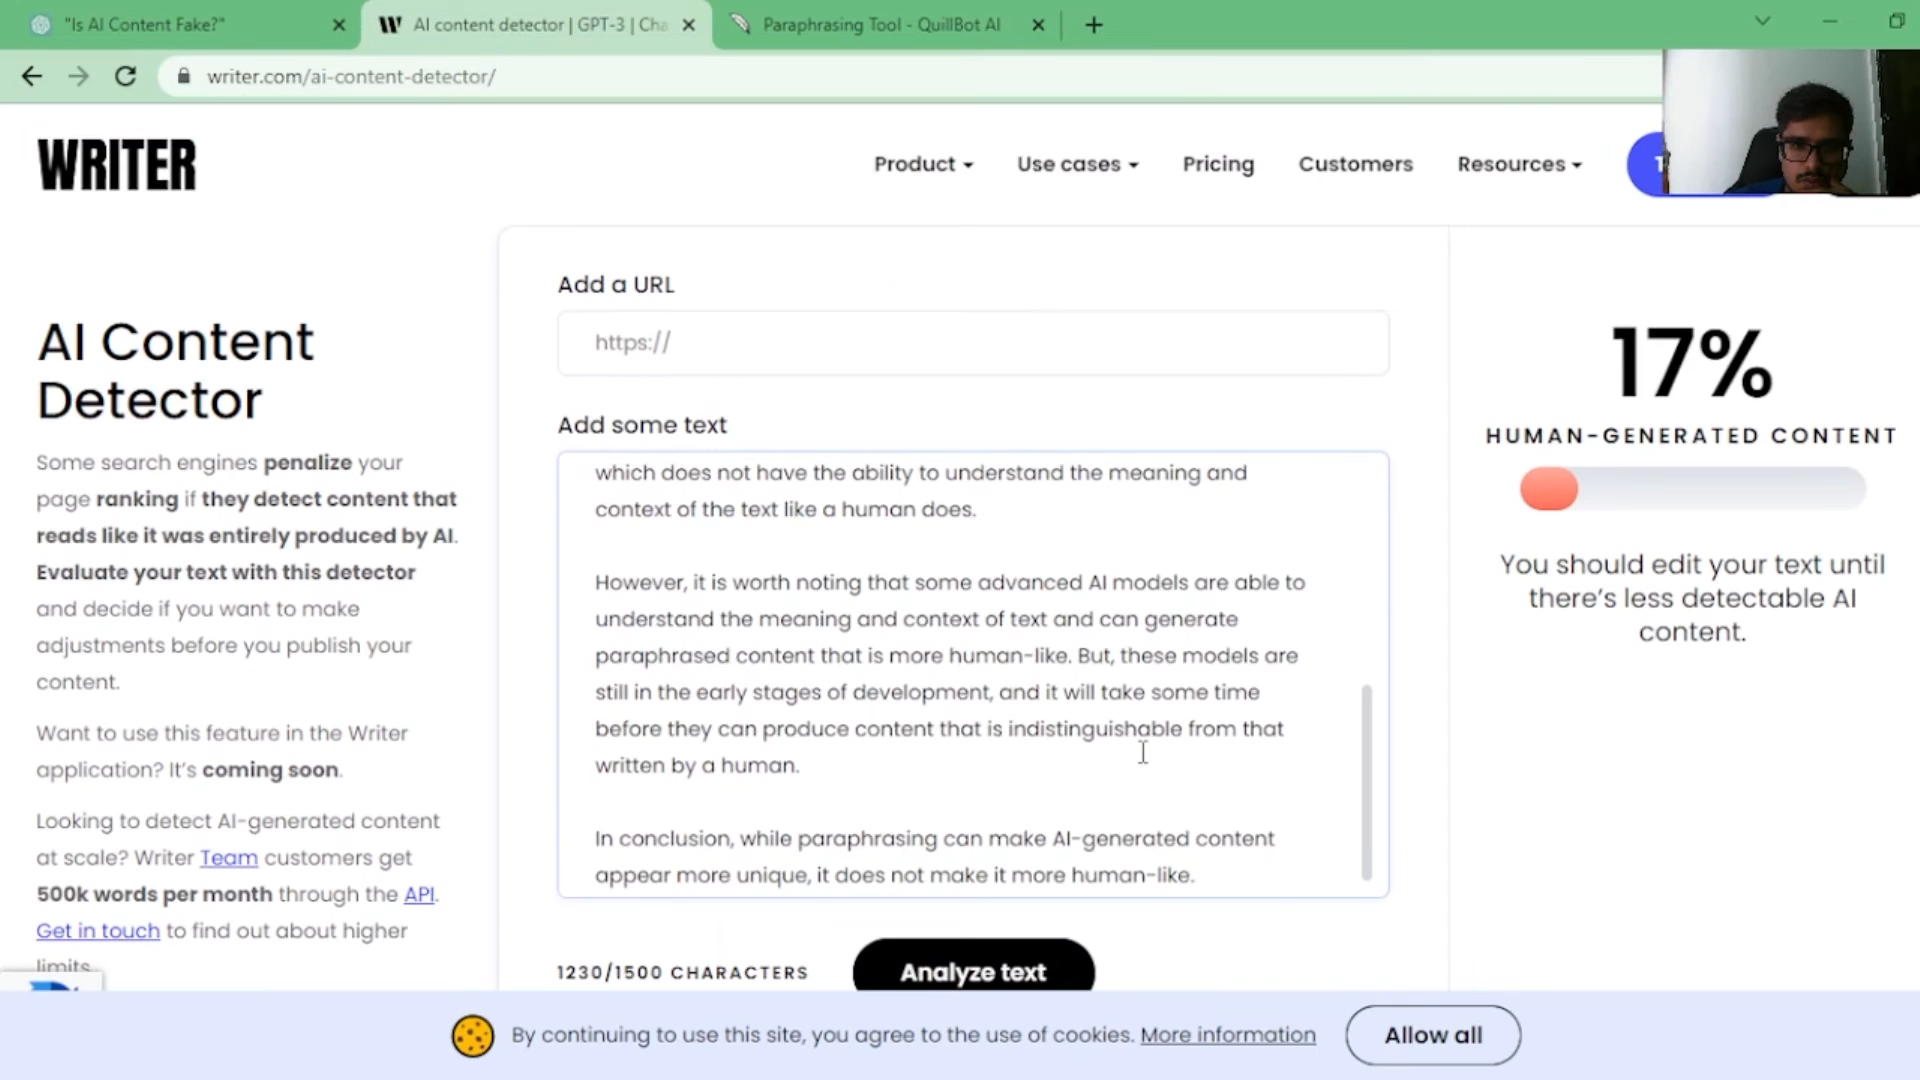 "Is AI Content Fake?"
AI content detector | GPT-3 | Cha
Paraphrasing Tool - QuillBot AI
writer.com/ai-content-detector/
WRITER
Product
Use cases
Pricing
Customers
Resources
AI Content
Detector
Some search engines penalize your
page ranking if they detect content that
reads like it was entirely produced by AI.
Evaluate your text with this detector
and decide if you want to make
adjustments before you publish your
content.
Want to use this feature in the Writer
application? It's coming soon.
Looking to detect AI-generated content
at scale? Writer Team customers get
500k words per month through the API.
Get in touch to find out about higher
limits.
Add a URL
https://
Add some text
which does not have the ability to understand the meaning and
context of the text like a human does.
However, it is worth noting that some advanced AI models are able to
understand the meaning and context of text and can generate
paraphrased content that is more human-like. But, these models are
still in the early stages of development, and it will take some time
before they can produce content that is indistinguishable from that
written by a human.
In conclusion, while paraphrasing can make AI-generated content
appear more unique, it does not make it more human-like.
1230/1500 CHARACTERS
Analyze text
17%
HUMAN-GENERATED CONTENT
You should edit your text until
there's less detectable AI
content.
By continuing to use this site, you agree to the use of cookies. More information
Allow all